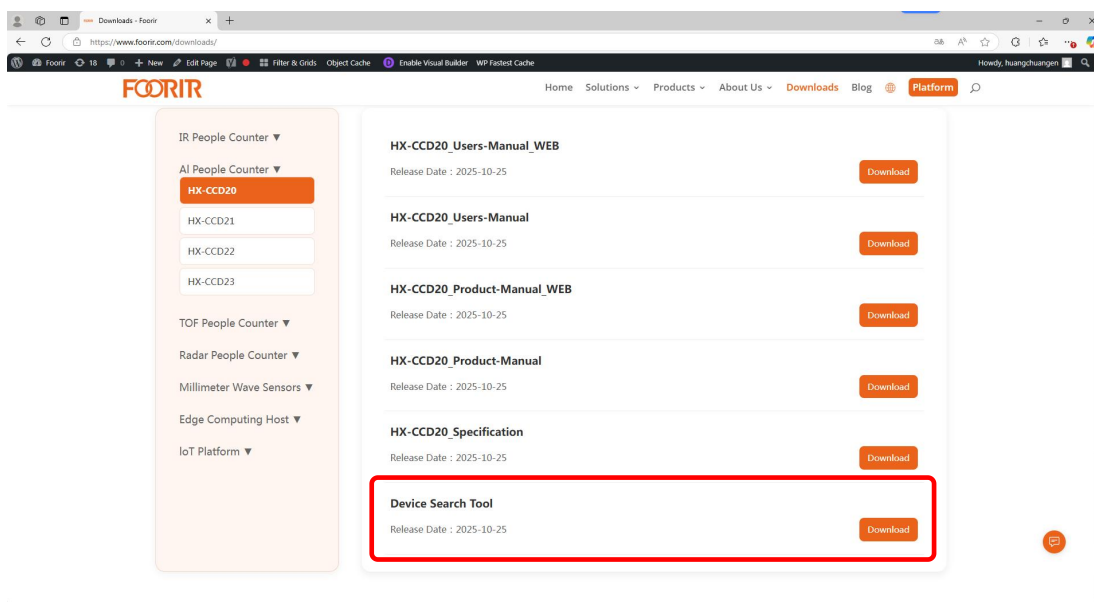 Downloads - Foorir
https://www.foorir.com/downloads/
Foorir 18 0 New Edit Page Filter & Grids Object Cache Enable Visual Builder WP Fastest Cache Howdy, huangchuangen
FOORIR Home Solutions Products About Us Downloads Blog Platform
IR People Counter ▼
AI People Counter ▼
HX-CCD20
HX-CCD21
HX-CCD22
HX-CCD23
TOF People Counter ▼
Radar People Counter ▼
Millimeter Wave Sensors ▼
Edge Computing Host ▼
IoT Platform ▼
HX-CCD20_Users-Manual_WEB
Release Date : 2025-10-25 Download
HX-CCD20_Users-Manual
Release Date : 2025-10-25 Download
HX-CCD20_Product-Manual_WEB
Release Date : 2025-10-25 Download
HX-CCD20_Product-Manual
Release Date : 2025-10-25 Download
HX-CCD20_Specification
Release Date : 2025-10-25 Download
Device Search Tool
Release Date : 2025-10-25 Download